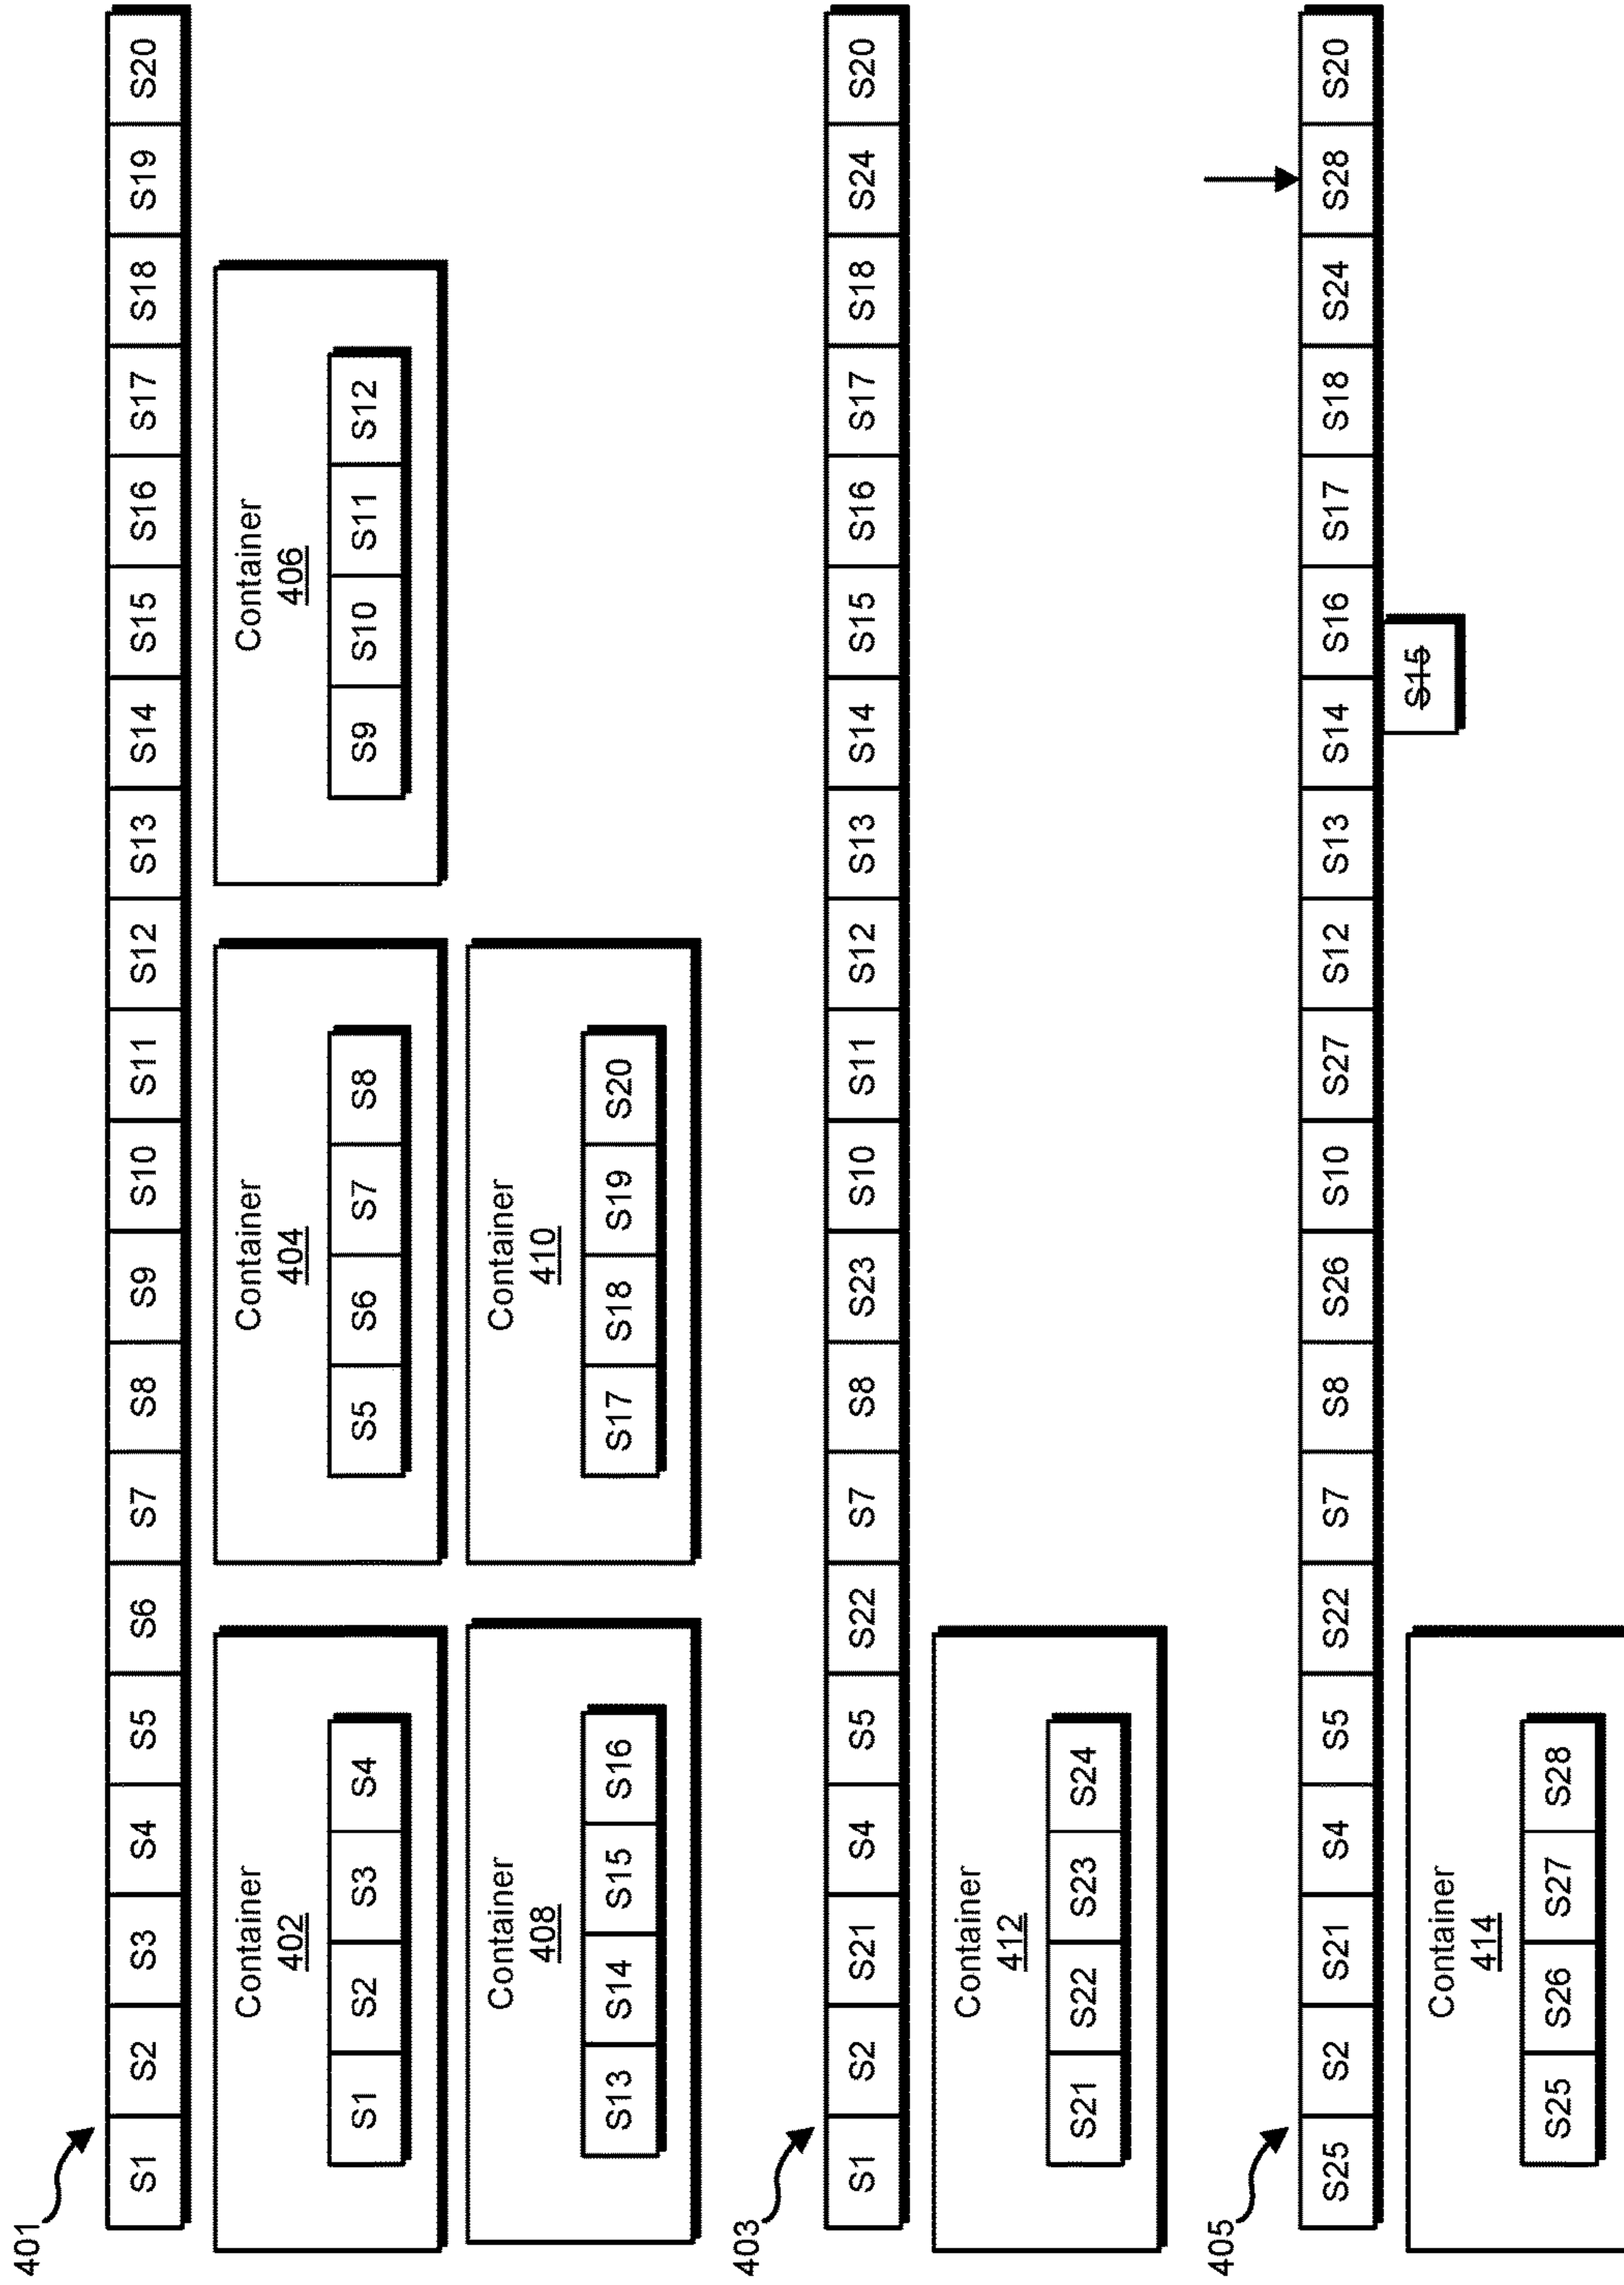 401
S1 S2 S3 S4 S5 S6 S7 S8 S9 S10 S11 S12 S13 S14 S15 S16 S17 S18 S19 S20
Container
402
S1 S2 S3 S4
Container
404
S5 S6 S7 S8
Container
406
S9 S10 S11 S12
Container
408
S13 S14 S15 S16
Container
410
S17 S18 S19 S20
403
S1 S2 S21 S4 S5 S22 S7 S8 S23 S10 S11 S12 S13 S14 S15 S16 S17 S18 S24 S20
Container
412
S21 S22 S23 S24
405
S25 S2 S21 S4 S5 S22 S7 S8 S26 S10 S27 S12 S13 S14 S16 S17 S18 S24 S28 S20
S15
Container
414
S25 S26 S27 S28